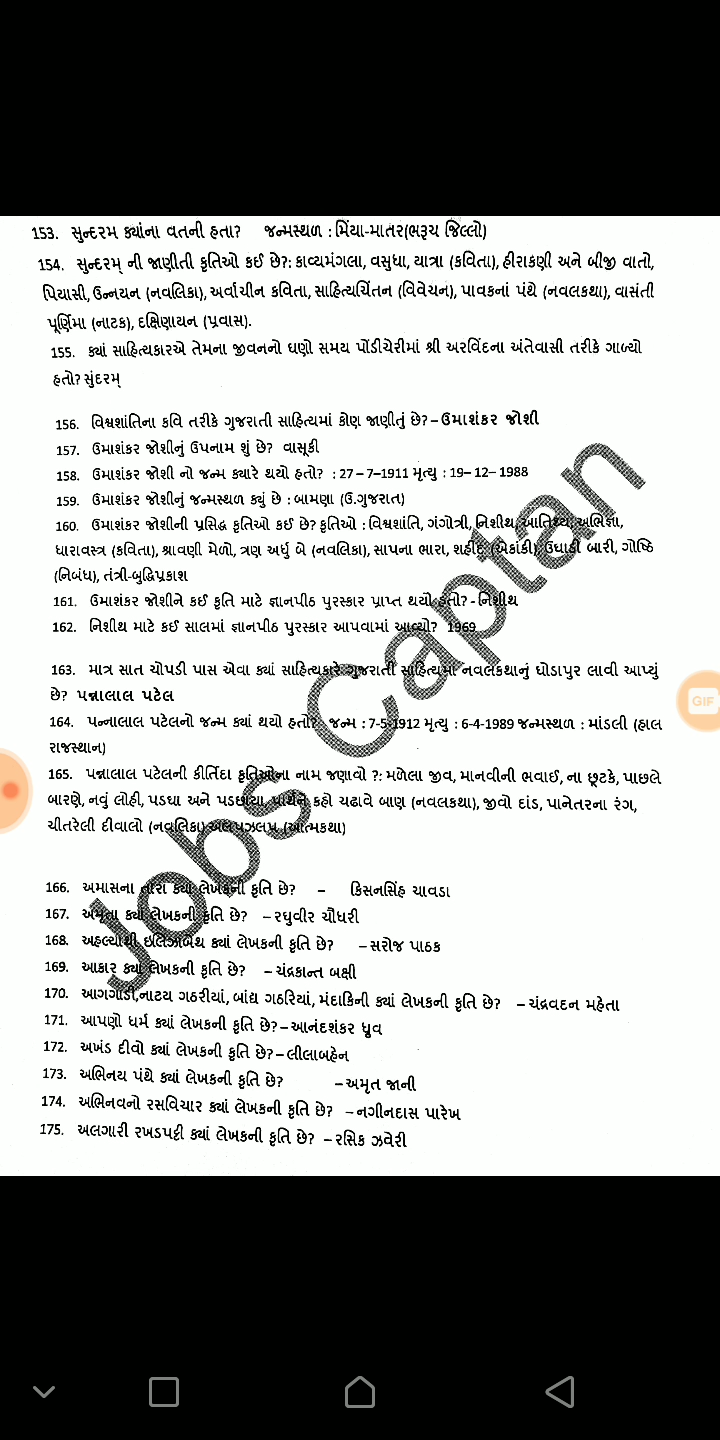 153. સુન્દરમ ક્યાંના વતની હતા? જન્મસ્થળ : મિંયા-માતર(ભરૂચ જિલ્લો)
154. સુન્દરમ્ ની જાણીતી કૃતિઓ કઈ છે?: કાવ્યમંગલા, વસુધા, યાત્રા (કવિતા), હીરાકણી અને બીજી વાતો,
પિયાસી, ઉન્નયન (નવલિકા), અર્વાચીન કવિતા, સાહિત્યચિંતન (વિવેચન), પાવકનાં પંથે (નવલકથા), વાસંતી
પૂર્ણિમા (નાટક), દક્ષિણાયન (પ્રવાસ).
155. ક્યાં સાહિત્યકારએ તેમના જીવનનો ઘણો સમય પોંડીચેરીમાં શ્રી અરવિંદના અંતેવાસી તરીકે ગાળ્યો
હતો? સુંદરમ્
156. વિશ્વશાંતિના કવિ તરીકે ગુજરાતી સાહિત્યમાં કોણ જાણીતું છે? – ઉમાશંકર જોશી
157. ઉમાશંકર જોશીનું ઉપનામ શું છે? વાસૂકી
158. ઉમાશંકર જોશી નો જન્મ ક્યારે થયો હતો? : 27 – 7–1911 મૃત્યુ : 19– 12– 1988
159. ઉમાશંકર જોશીનું જન્મસ્થળ ક્યું છે : બામણા (ઉ.ગુજરાત)
160. ઉમાશંકર જોશીની પ્રસિદ્ધ કૃતિઓ કઈ છે? કૃતિઓ : વિશ્વશાંતિ, ગંગોત્રી, નિશીથ, આતિથ્ય, અભિજ્ઞા,
ધારાવસ્ત્ર (કવિતા), શ્રાવણી મેળો, ત્રણ અર્ધુ બે (નવલિકા), સાપના ભારા, શહીદ (એકાંકી), ઉઘાડી બારી, ગોષ્ઠિ
(નિબંધ), તંત્રી-બુદ્ધિપ્રકાશ
161. ઉમાશંકર જોશીને કઈ કૃતિ માટે જ્ઞાનપીઠ પુરસ્કાર પ્રાપ્ત થયો હતો? - નિશીથ
162. નિશીથ માટે કઈ સાલમાં જ્ઞાનપીઠ પુરસ્કાર આપવામાં આવ્યો? 1969
163. માત્ર સાત ચોપડી પાસ એવા ક્યાં સાહિત્યકારે ગુજરાતી સાહિત્યમાં નવલકથાનું ઘોડાપુર લાવી આપ્યું
છે? પન્નાલાલ પટેલ
164. પન્નાલાલ પટેલનો જન્મ ક્યાં થયો હતો? જન્મ : 7-5-1912 મૃત્યુ : 6-4-1989 જન્મસ્થળ : માંડલી (હાલ
રાજસ્થાન)
165. પન્નાલાલ પટેલની કીર્તિદા કૃતિઓના નામ જણાવો ?: મળેલા જીવ, માનવીની ભવાઈ, ના છૂટકે, પાછલે
બારણે, નવું લોહી, પડઘા અને પડછાયા, પાર્થને કહો ચઢાવે બાણ (નવલકથા), જીવો દાંડ, પાનેતરના રંગ,
ચીતરેલી દીવાલો (નવલિકા) અલપઝલપ (આત્મકથા)
166. અમાસના તારા ક્યાં લેખકની કૃતિ છે? – કિસનસિંહ ચાવડા
167. અમૃતા ક્યાં લેખકની કૃતિ છે? – રઘુવીર ચૌધરી
168. અહલ્યાથી ઇલિઝાબેથ ક્યાં લેખકની કૃતિ છે? – સરોજ પાઠક
169. આકાર ક્યાં લેખકની કૃતિ છે? – ચંદ્રકાન્ત બક્ષી
170. આગગાડી,નાટય ગઠરીયાં, બાંધ ગઠરિયાં, મંદાકિની ક્યાં લેખકની કૃતિ છે? – ચંદ્રવદન મહેતા
171. આપણો ધર્મ ક્યાં લેખકની કૃતિ છે? – આનંદશંકર ધ્રુવ
172. અખંડ દીવો ક્યાં લેખકની કૃતિ છે? – લીલાબહેન
173. અભિનય પંથે ક્યાં લેખકની કૃતિ છે? – અમૃત જાની
174. અભિનવનો રસવિચાર ક્યાં લેખકની કૃતિ છે? – નગીનદાસ પારેખ
175. અલગારી રખડપટ્ટી ક્યાં લેખકની કૃતિ છે? – રસિક ઝવેરી
Jobs Captan
GIF